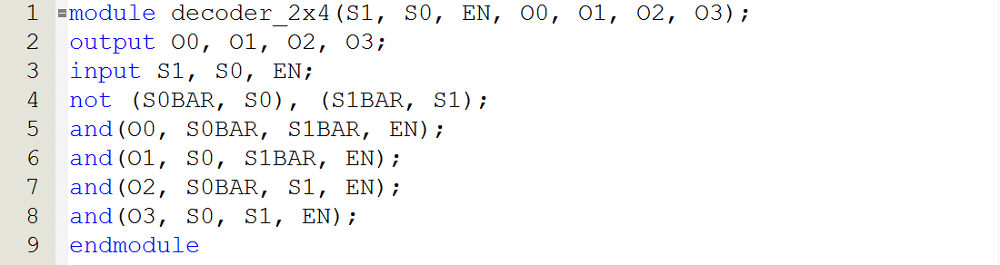 1 module decoder_2x4(S1, S0, EN, O0, O1, O2, O3);
2 output O0, O1, O2, O3;
3 input S1, S0, EN;
4 not (S0BAR, S0), (S1BAR, S1);
5 and(O0, S0BAR, S1BAR, EN);
6 and(O1, S0, S1BAR, EN);
7 and(O2, S0BAR, S1, EN);
8 and(O3, S0, S1, EN);
9 endmodule